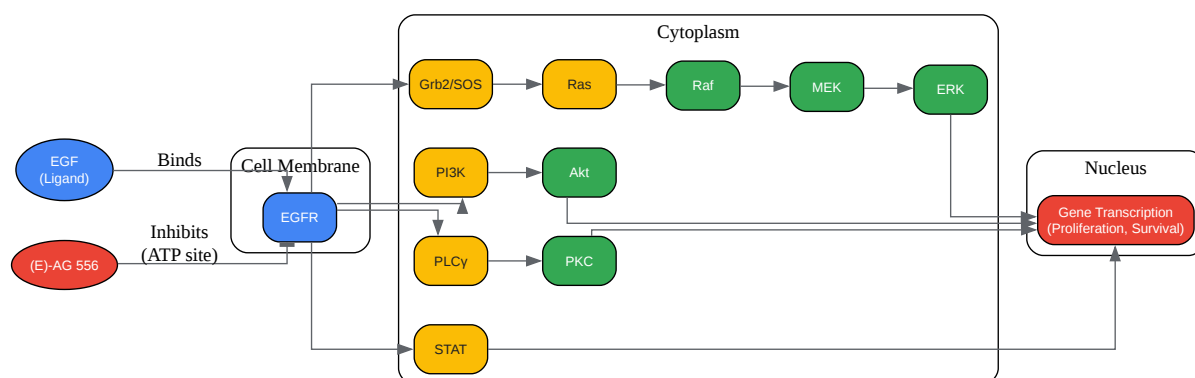 Cytoplasm
Grb2/SOS
Ras
Raf
MEK
ERK
EGF
(Ligand)
Binds
Cell Membrane
EGFR
PI3K
Akt
Nucleus
Gene Transcription
(Proliferation, Survival)
(E)-AG 556
Inhibits
(ATP site)
PLCγ
PKC
STAT